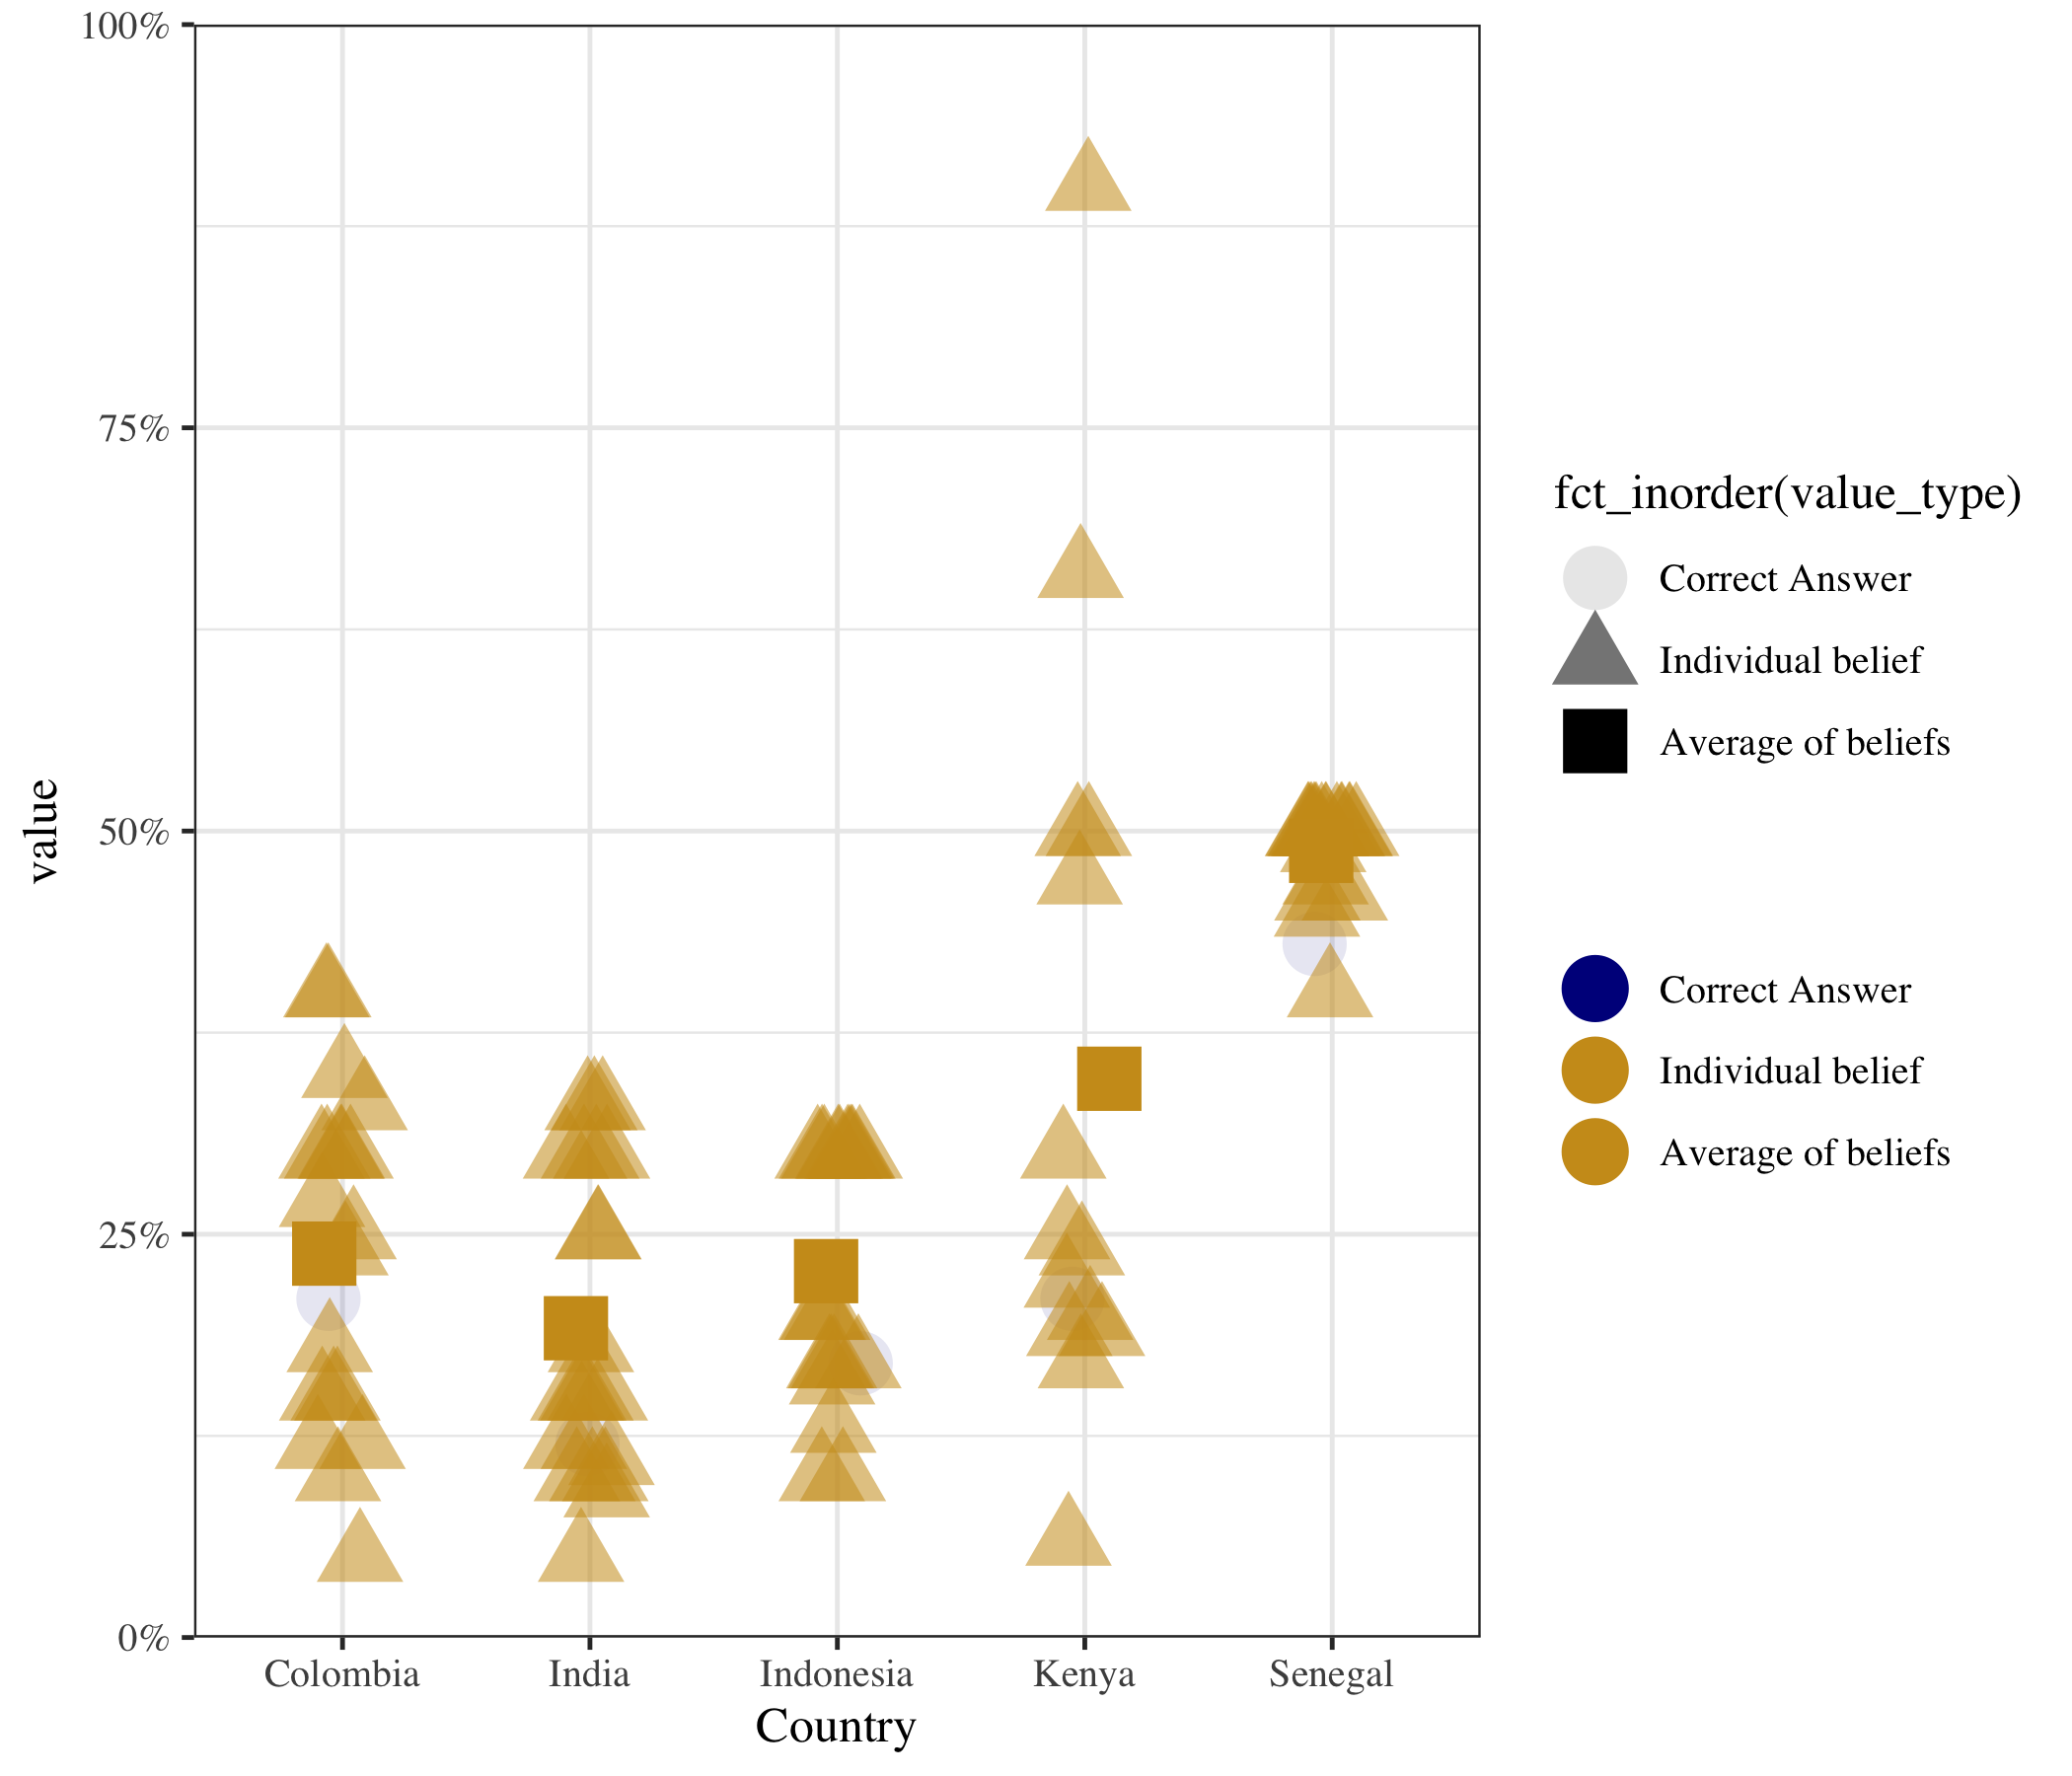 100%
75%
50%
25%
0%
value
Colombia India Indonesia Kenya Senegal
Country
fct_inorder(value_type)
Correct Answer
Individual belief
Average of beliefs
Correct Answer
Individual belief
Average of beliefs